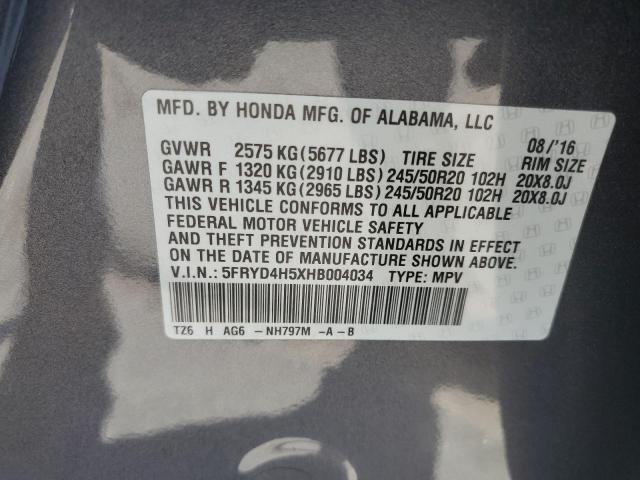 MFD. BY HONDA MFG. OF ALABAMA, LLC
08/'16
GVWR 2575 KG(5677 LBS) TIRE SIZE RIM SIZE
GAWR F 1320 KG(2910 LBS)245/50R20 102H 20X8.0J
GAWR R 1345 KG(2965 LBS)245/50R20 102H 20X8.0J
THIS VEHICLE CONFORMS TO ALL APPLICABLE
FEDERAL MOTOR VEHICLE SAFETY
AND THEFT PREVENTION STANDARDS IN EFFECT
ON THE DATE OF MANUFACTURE SHOWN ABOVE.
V.I.N.: 5FRYD4H5XHB004034 TYPE: MPV
TZ6 H AG6 -NH797M -A -B